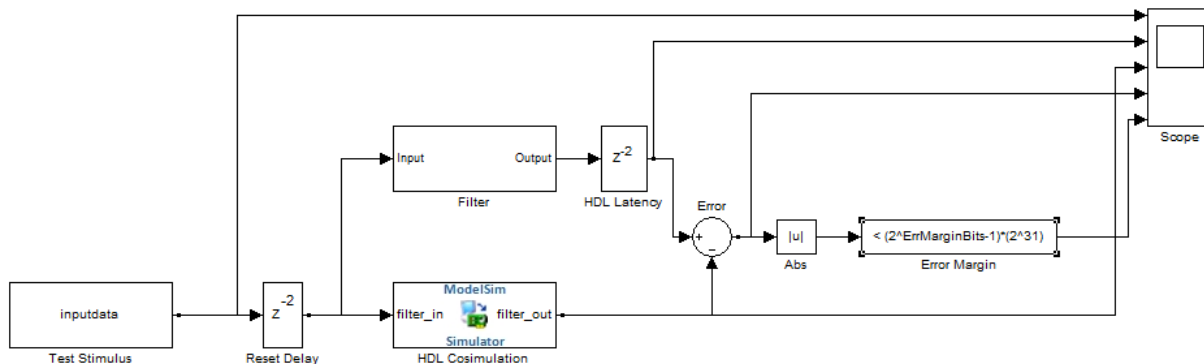 Scope
Input
Output
Z-2
Filter
HDL Latency
Error
+
−
|u|
< (2^ErrMarginBits-1)*(2^31)
Abs
Error Margin
inputdata
Z-2
ModelSim
filter_in
filter_out
Simulator
Test Stimulus
Reset Delay
HDL Cosimulation